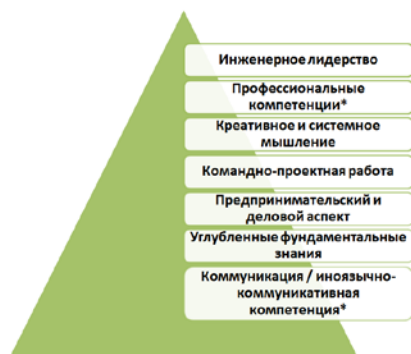 Инженерное лидерство
Профессиональные
компетенции*
Креативное и системное
мышление
Командно-проектная работа
Предпринимательский и
деловой аспект
Углубленные фундаментальные
знания
Коммуникация / иноязычно-
коммуникативная
компетенция*